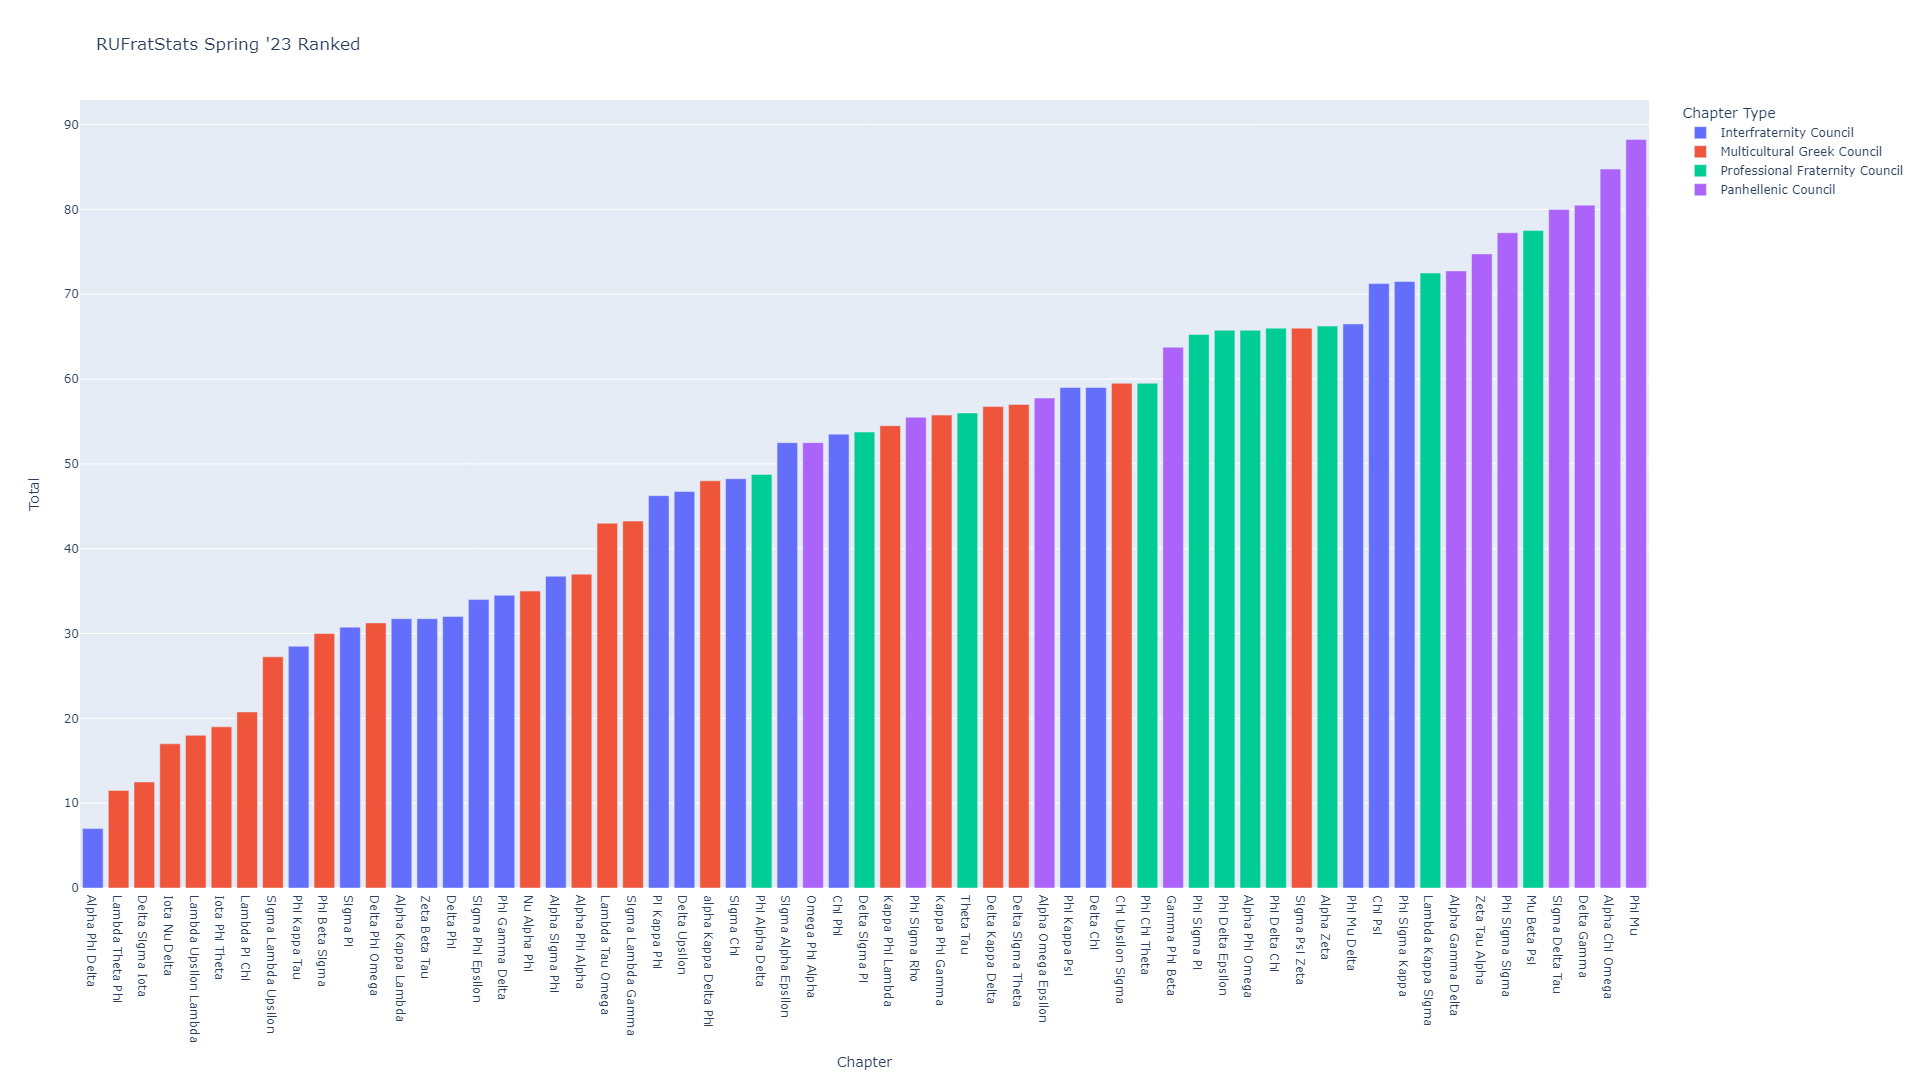 RUFratStats Spring '23 Ranked
Chapter Type
Interfraternity Council
Multicultural Greek Council
Professional Fraternity Council
Panhellenic Council
90
80
70
60
50
40
30
20
10
0
Total
Alpha Phi Delta
Lambda Theta Phi
Delta Sigma Iota
Iota Nu Delta
Lambda Upsilon Lambda
Iota Phi Theta
Lambda Pi Chi
Sigma Lambda Upsilon
Phi Kappa Tau
Phi Beta Sigma
Sigma Pi
Delta Phi Omega
Alpha Kappa Lambda
Zeta Beta Tau
Delta Phi
Sigma Phi Epsilon
Phi Gamma Delta
Nu Alpha Phi
Alpha Sigma Phi
Alpha Phi Alpha
Lambda Tau Omega
Sigma Lambda Gamma
Pi Kappa Phi
Delta Upsilon
alpha Kappa Delta Phi
Sigma Chi
Phi Alpha Delta
Sigma Alpha Epsilon
Omega Phi Alpha
Chi Phi
Delta Sigma Pi
Kappa Phi Lambda
Phi Sigma Rho
Kappa Phi Gamma
Theta Tau
Delta Kappa Delta
Delta Sigma Theta
Alpha Omega Epsilon
Phi Kappa Psi
Delta Chi
Chi Upsilon Sigma
Phi Chi Theta
Gamma Phi Beta
Phi Sigma Pi
Phi Delta Epsilon
Alpha Phi Omega
Phi Delta Chi
Sigma Psi Zeta
Alpha Zeta
Phi Mu Delta
Chi Psi
Phi Sigma Kappa
Lambda Kappa Sigma
Alpha Gamma Delta
Zeta Tau Alpha
Phi Sigma Sigma
Mu Beta Psi
Sigma Delta Tau
Delta Gamma
Alpha Chi Omega
Phi Mu
Chapter